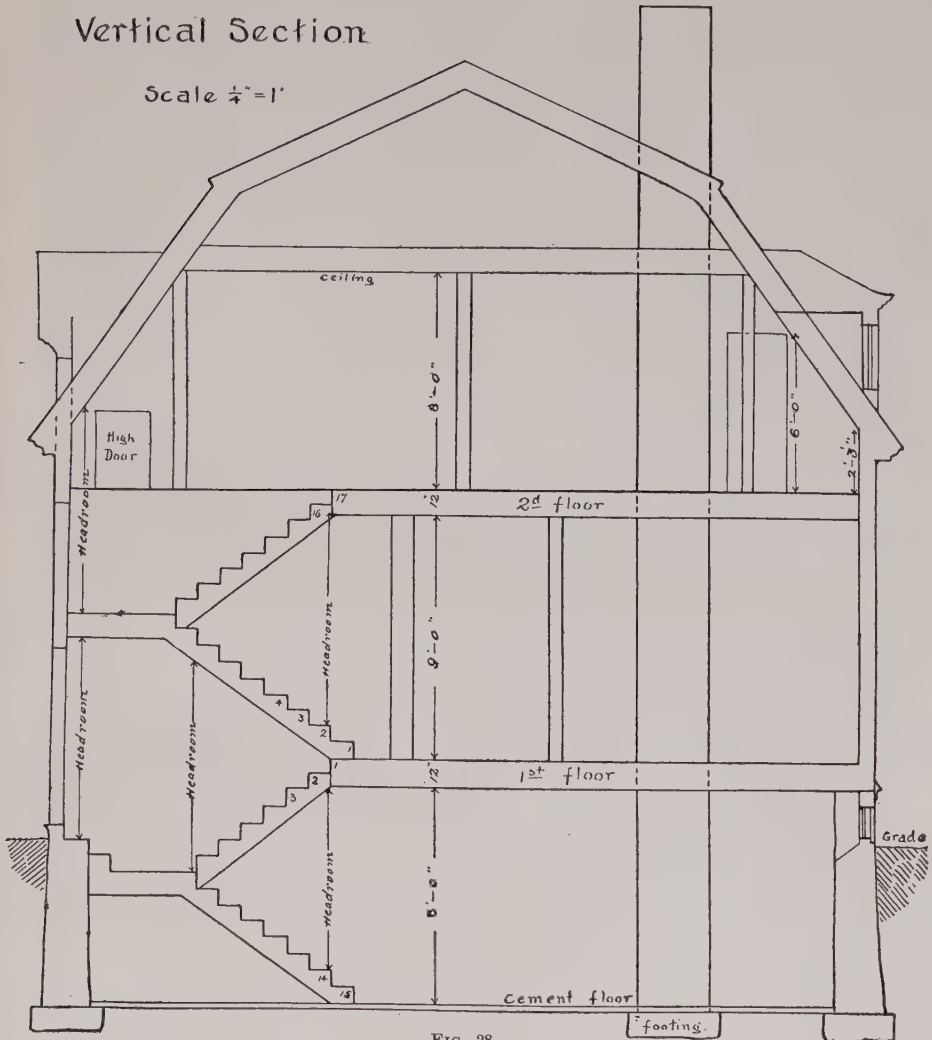 Vertical Section
Scale ¼" = 1'
ceiling
8'-0"
6'-0"
2'-3"
High
Door
Headroom
17
16
12"
2d floor
Headroom
9'-0"
4
3
2
1
Headroom
Headroom
1
2
3
12"
1st floor
Grade
Headroom
8'-0"
14
15
Cement floor
footing.
FIG. 28